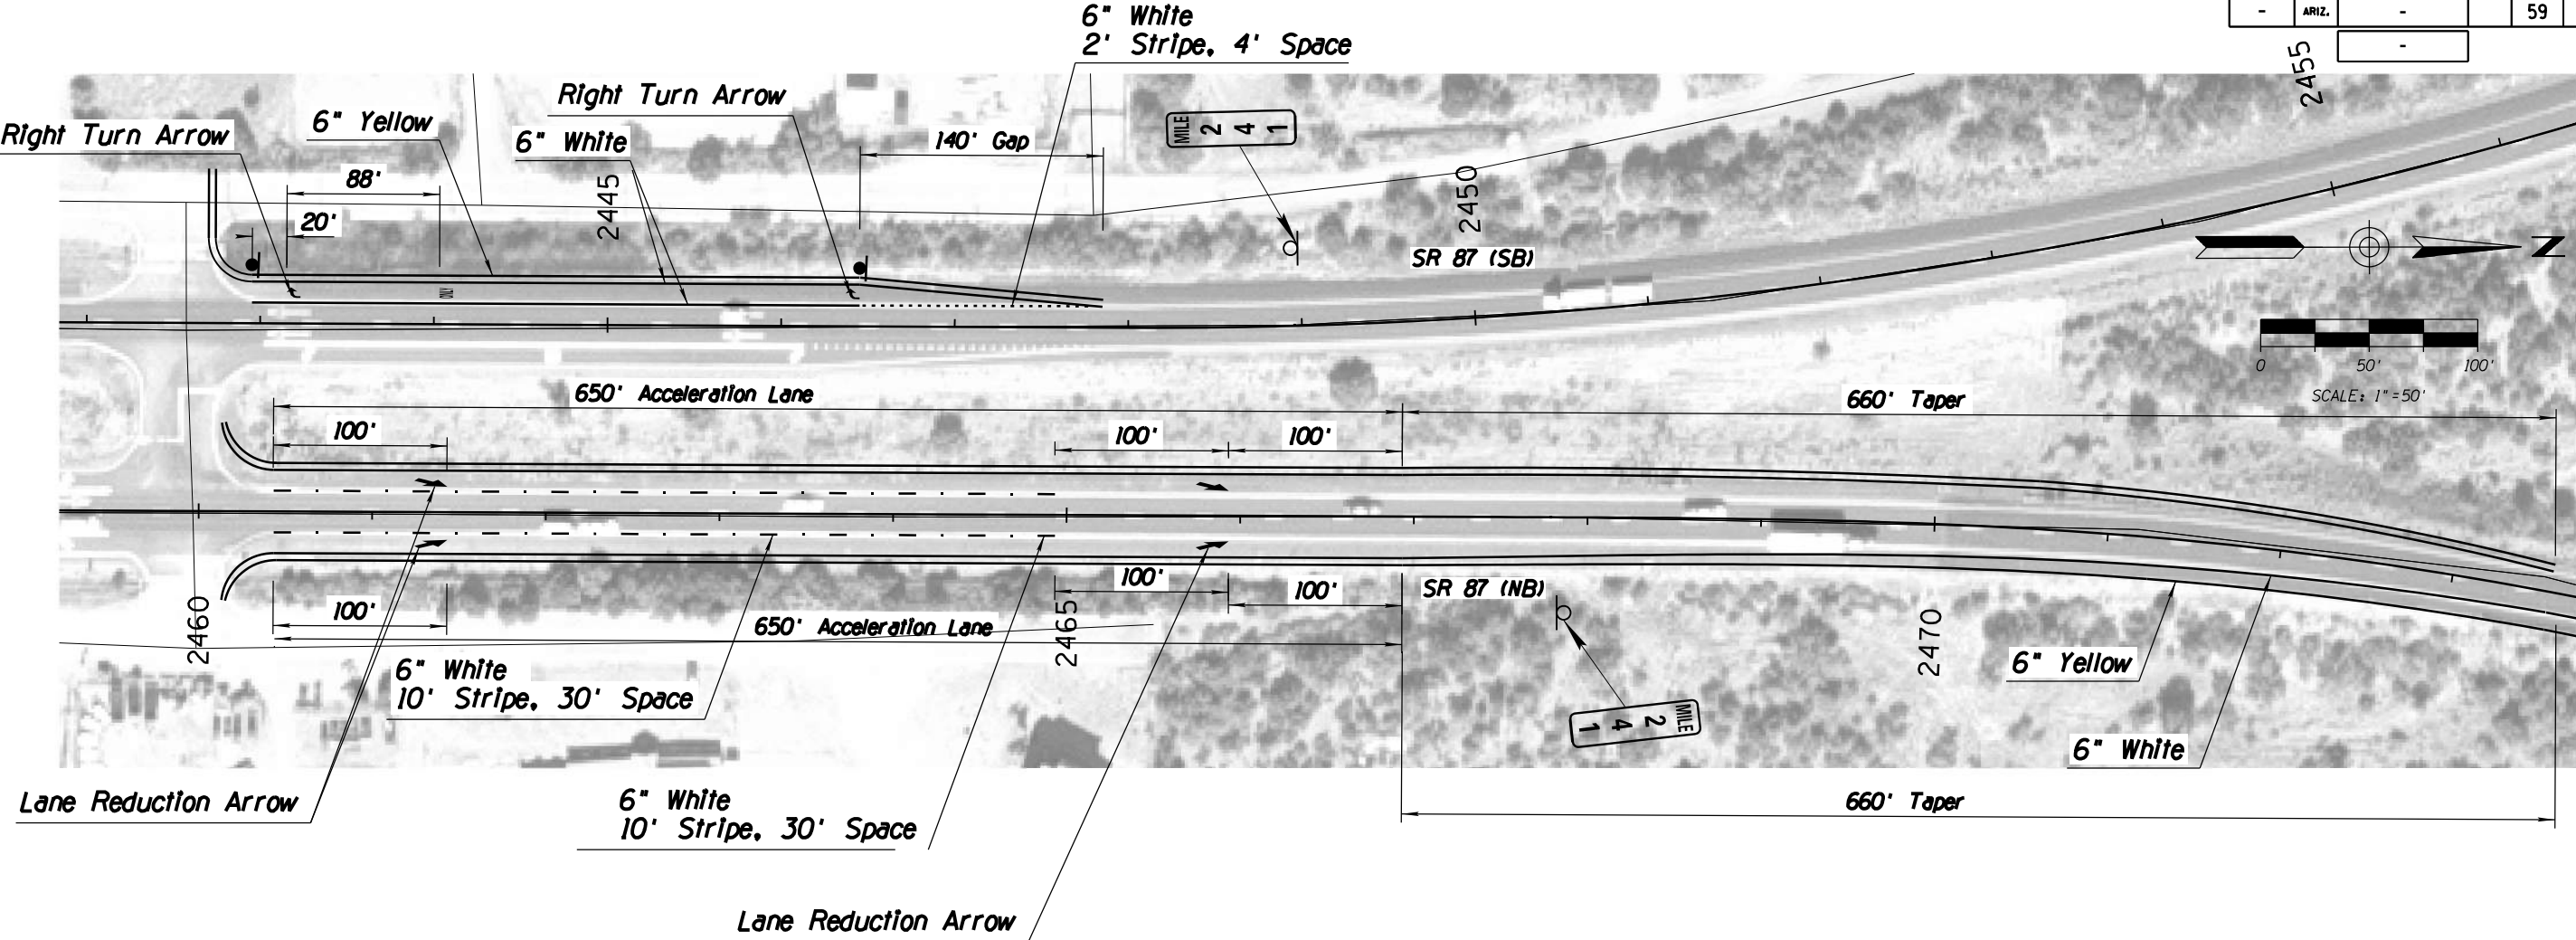 6" White
2' Stripe, 4' Space
- ARIZ. - 59
-
2455
Right Turn Arrow
6" Yellow
Right Turn Arrow
6" White
140' Gap
MILE 2 4 1
88'
20'
2445
2450
SR 87 (SB)
ONLY
N
0 50' 100'
SCALE: 1"=50'
650' Acceleration Lane
660' Taper
100'
100'
100'
2460
2465
2470
100'
100'
100'
SR 87 (NB)
650' Acceleration Lane
6" White
10' Stripe, 30' Space
MILE 2 4 1
6" Yellow
6" White
Lane Reduction Arrow
6" White
10' Stripe, 30' Space
660' Taper
Lane Reduction Arrow